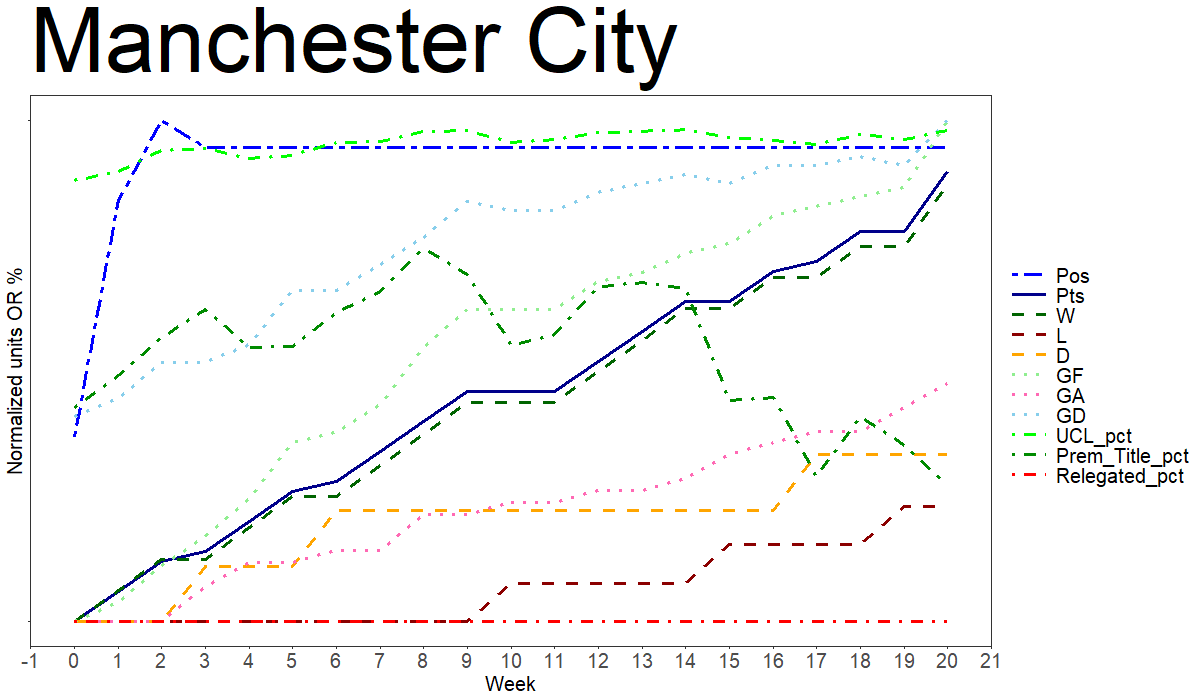 Manchester City
Normalized units OR %
-1 0 1 2 3 4 5 6 7 8 9 10 11 12 13 14 15 16 17 18 19 20 21
Week
Pos
Pts
W
L
D
GF
GA
GD
UCL_pct
Prem_Title_pct
Relegated_pct